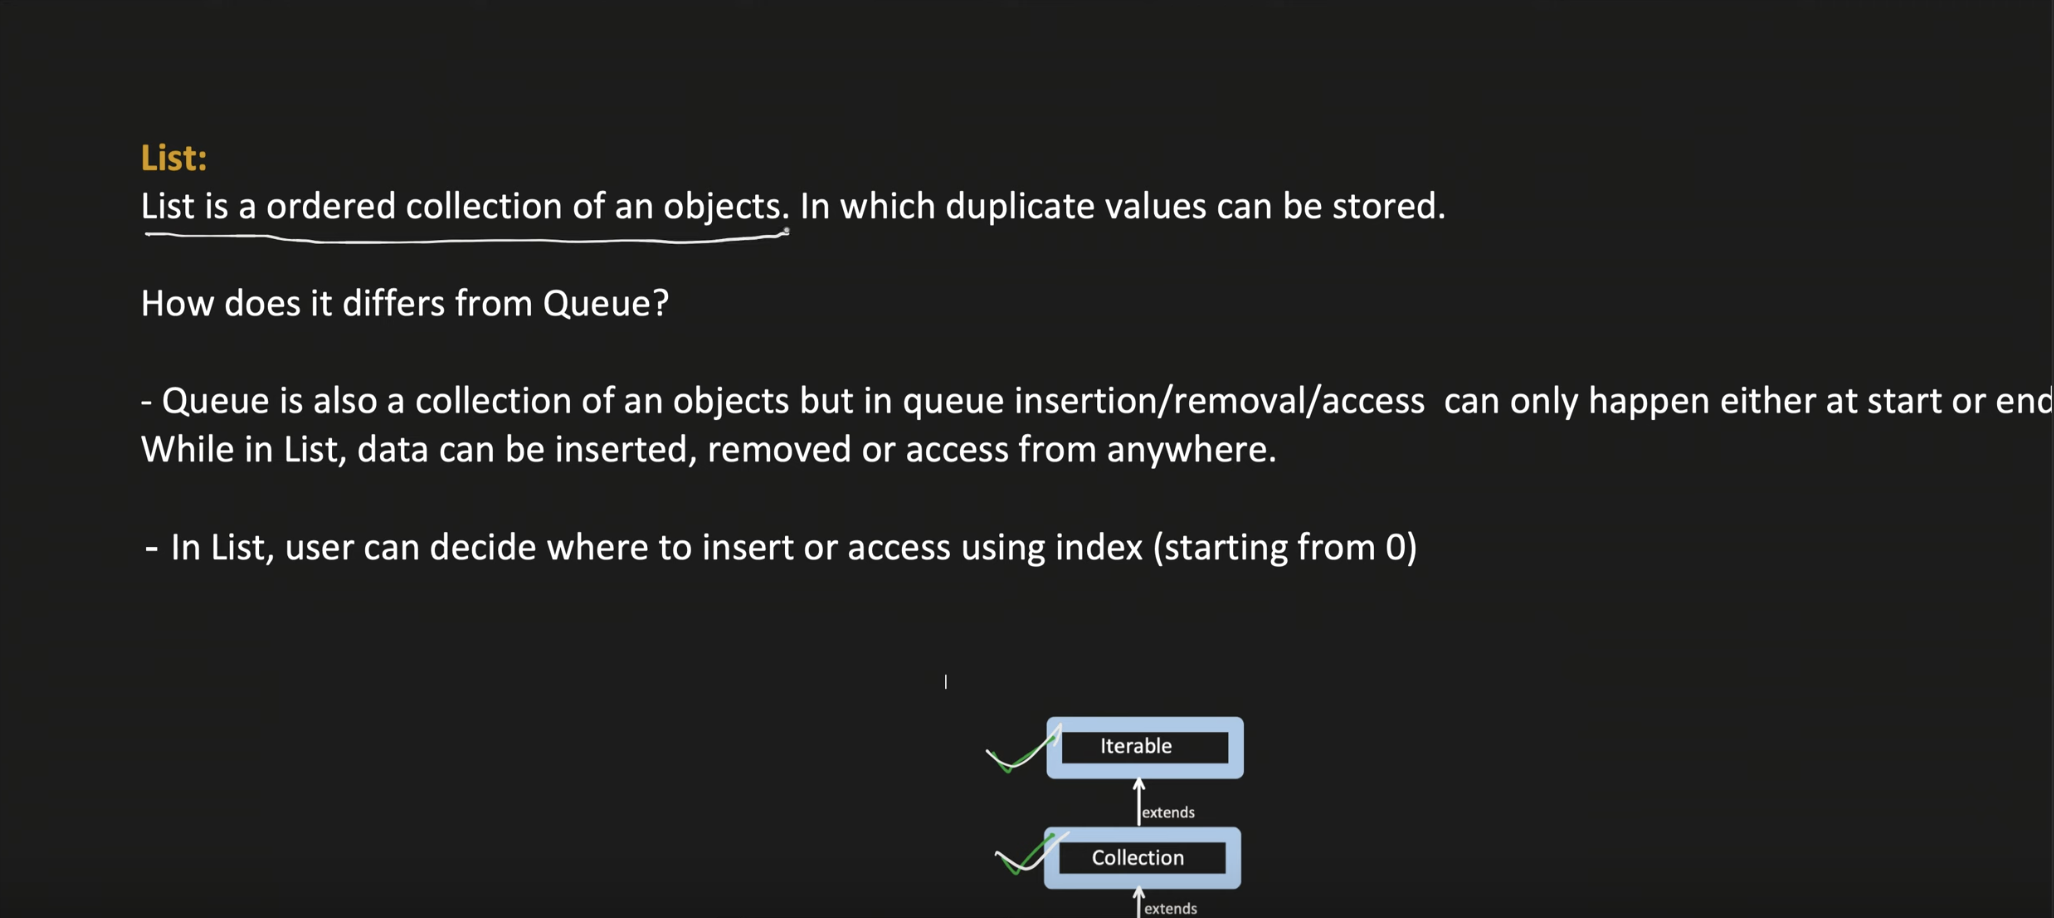 List:
List is a ordered collection of an objects. In which duplicate values can be stored.
How does it differs from Queue?
- Queue is also a collection of an objects but in queue insertion/removal/access can only happen either at start or end
While in List, data can be inserted, removed or access from anywhere.
- In List, user can decide where to insert or access using index (starting from 0)
Iterable
extends
Collection
extends